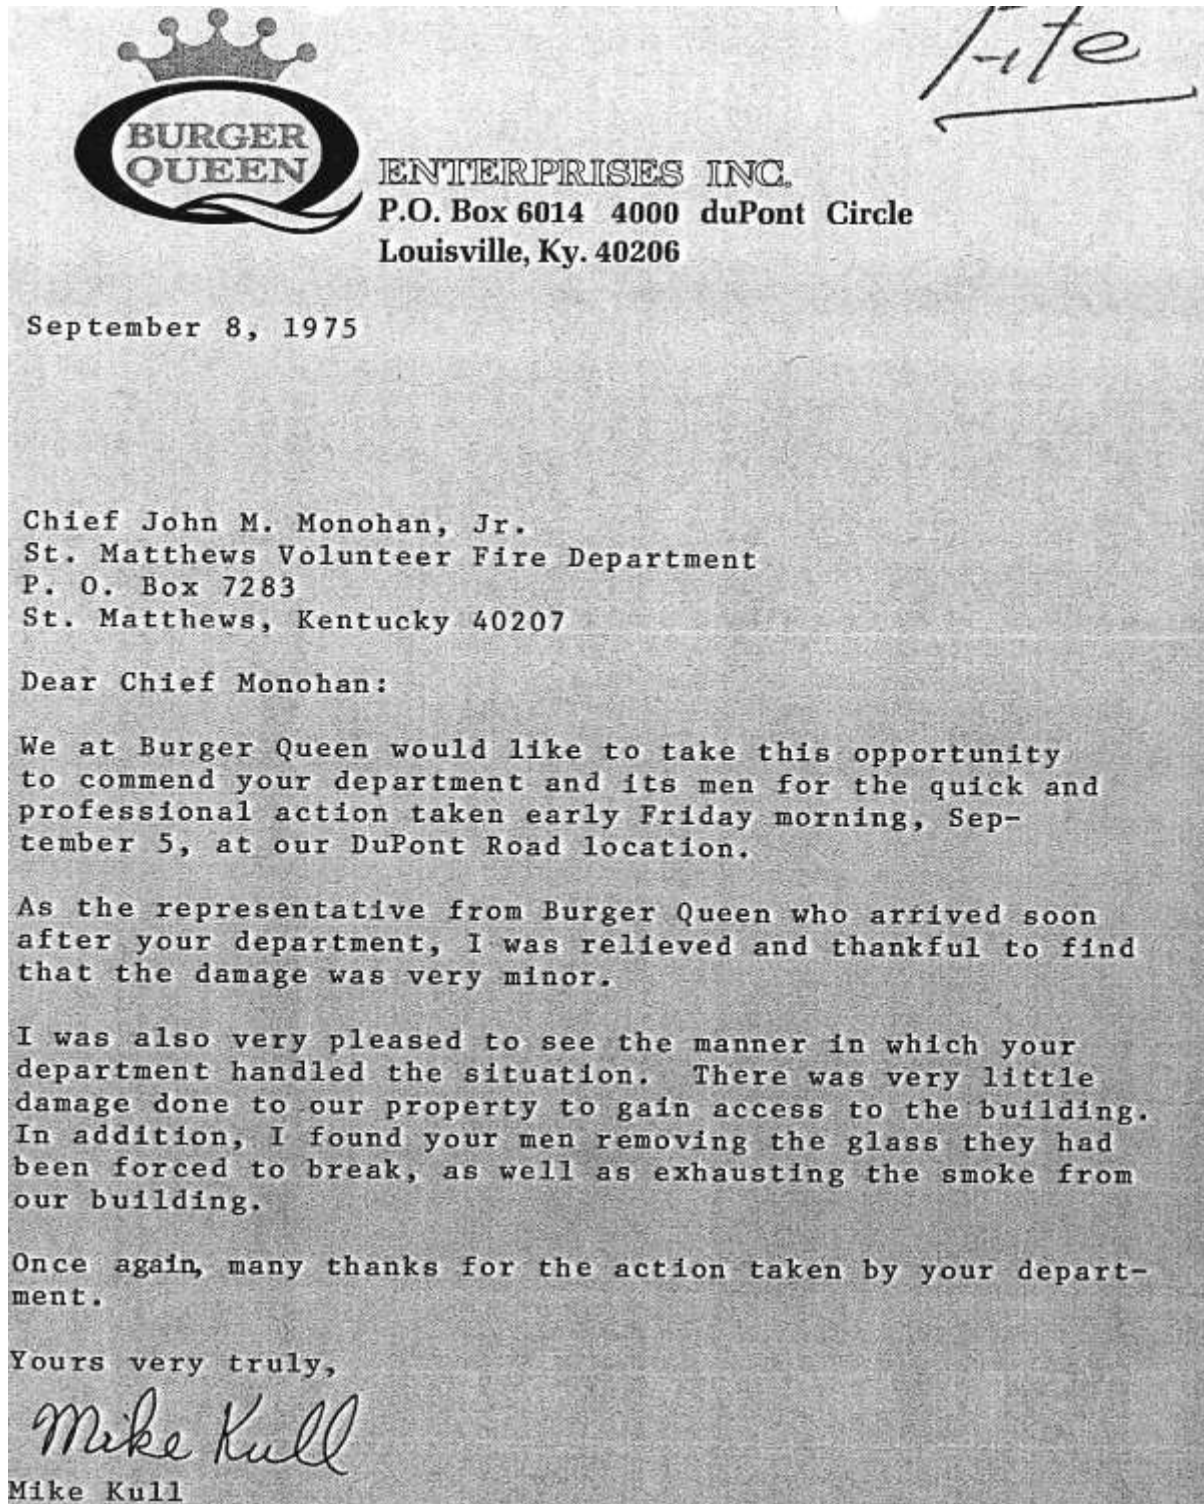 File
BURGER
QUEEN
ENTERPRISES INC.
P.O. Box 6014 4000 duPont Circle
Louisville, Ky. 40206
September 8, 1975
Chief John M. Monohan, Jr.
St. Matthews Volunteer Fire Department
P. O. Box 7283
St. Matthews, Kentucky 40207
Dear Chief Monohan:
We at Burger Queen would like to take this opportunity
to commend your department and its men for the quick and
professional action taken early Friday morning, Sep-
tember 5, at our DuPont Road location.
As the representative from Burger Queen who arrived soon
after your department, I was relieved and thankful to find
that the damage was very minor.
I was also very pleased to see the manner in which your
department handled the situation. There was very little
damage done to our property to gain access to the building.
In addition, I found your men removing the glass they had
been forced to break, as well as exhausting the smoke from
our building.
Once again, many thanks for the action taken by your depart-
ment.
Yours very truly,
Mike Kull
Mike Kull